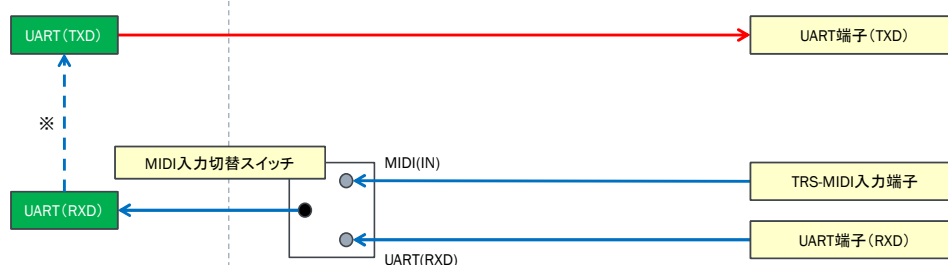 UART(TXD)
UART端子(TXD)
※
MIDI入力切替スイッチ
MIDI(IN)
TRS-MIDI入力端子
UART(RXD)
UART端子(RXD)
UART(RXD)